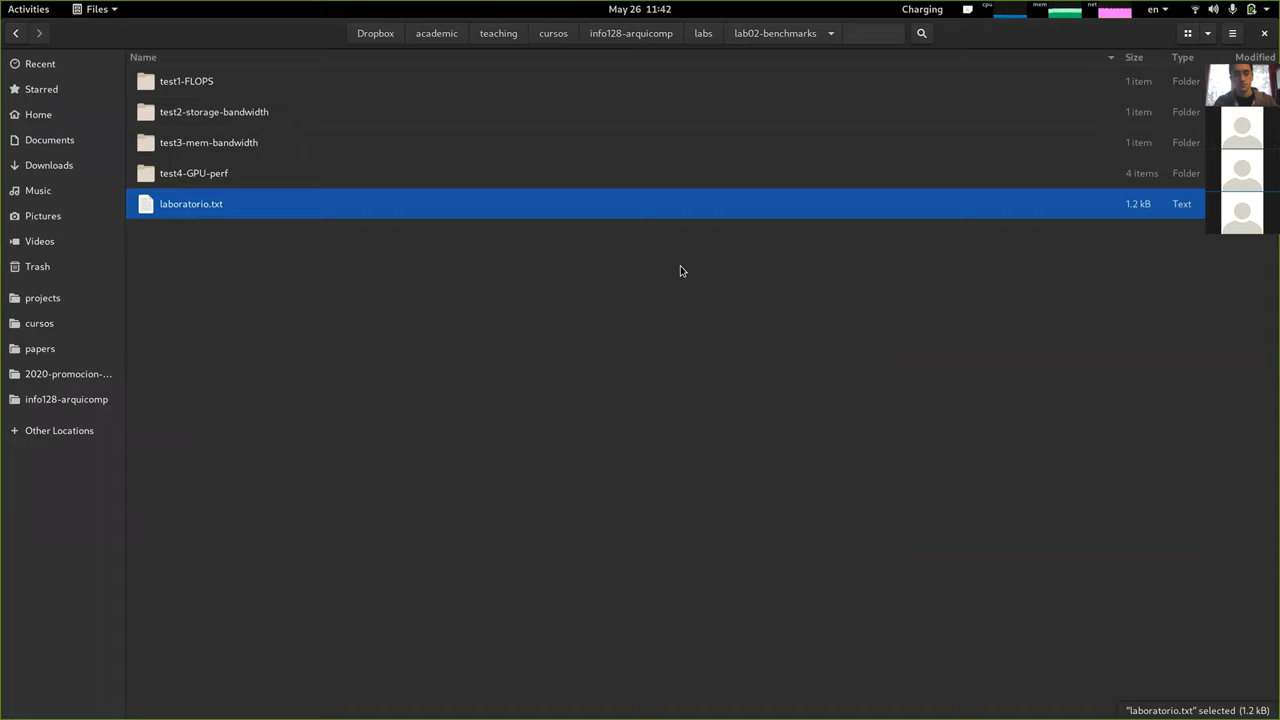 Activities Files May 26 11:42 Charging cpu mem net en
Dropbox academic teaching cursos info128-arquicomp labs lab02-benchmarks
Name Size Type Modified
Recent
Starred
Home
Documents
Downloads
Music
Pictures
Videos
Trash
projects
cursos
papers
2020-promocion-...
info128-arquicomp
+ Other Locations
test1-FLOPS 1 item Folder
test2-storage-bandwidth 1 item Folder
test3-mem-bandwidth 1 item Folder
test4-GPU-perf 4 items Folder
laboratorio.txt 1.2 kB Text
"laboratorio.txt" selected (1.2 kB)